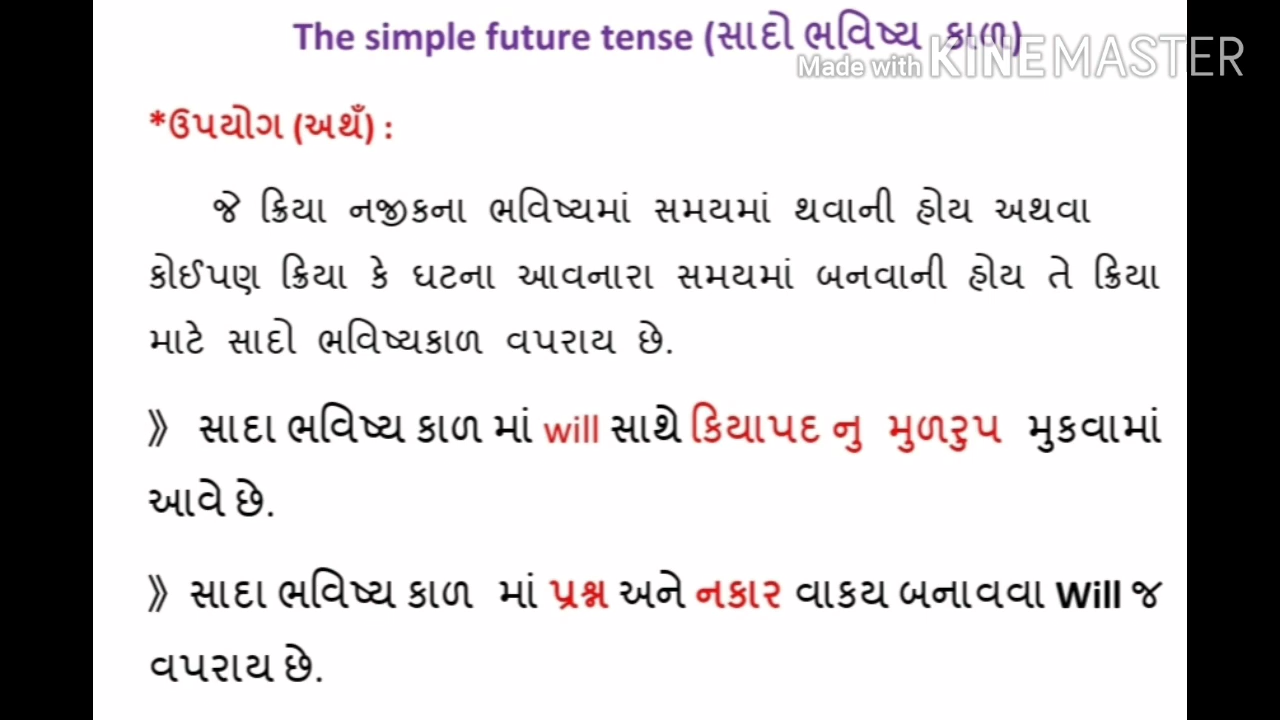 The simple future tense (સાદો ભવિષ્ય કાળ)
Made with KINEMASTER
*ઉપયોગ (અર્થઁ) :
જે ક્રિયા નજીકના ભવિષ્યમાં સમયમાં થવાની હોય અથવા
કોઈપણ ક્રિયા કે ઘટના આવનારા સમયમાં બનવાની હોય તે ક્રિયા
માટે સાદો ભવિષ્યકાળ વપરાય છે.
》 સાદા ભવિષ્ય કાળ માં will સાથે કિયાપદ નુ મુળરુપ મુકવામાં
આવે છે.
》 સાદા ભવિષ્ય કાળ માં પ્રશ્ન અને નકાર વાકય બનાવવા Will જ
વપરાય છે.